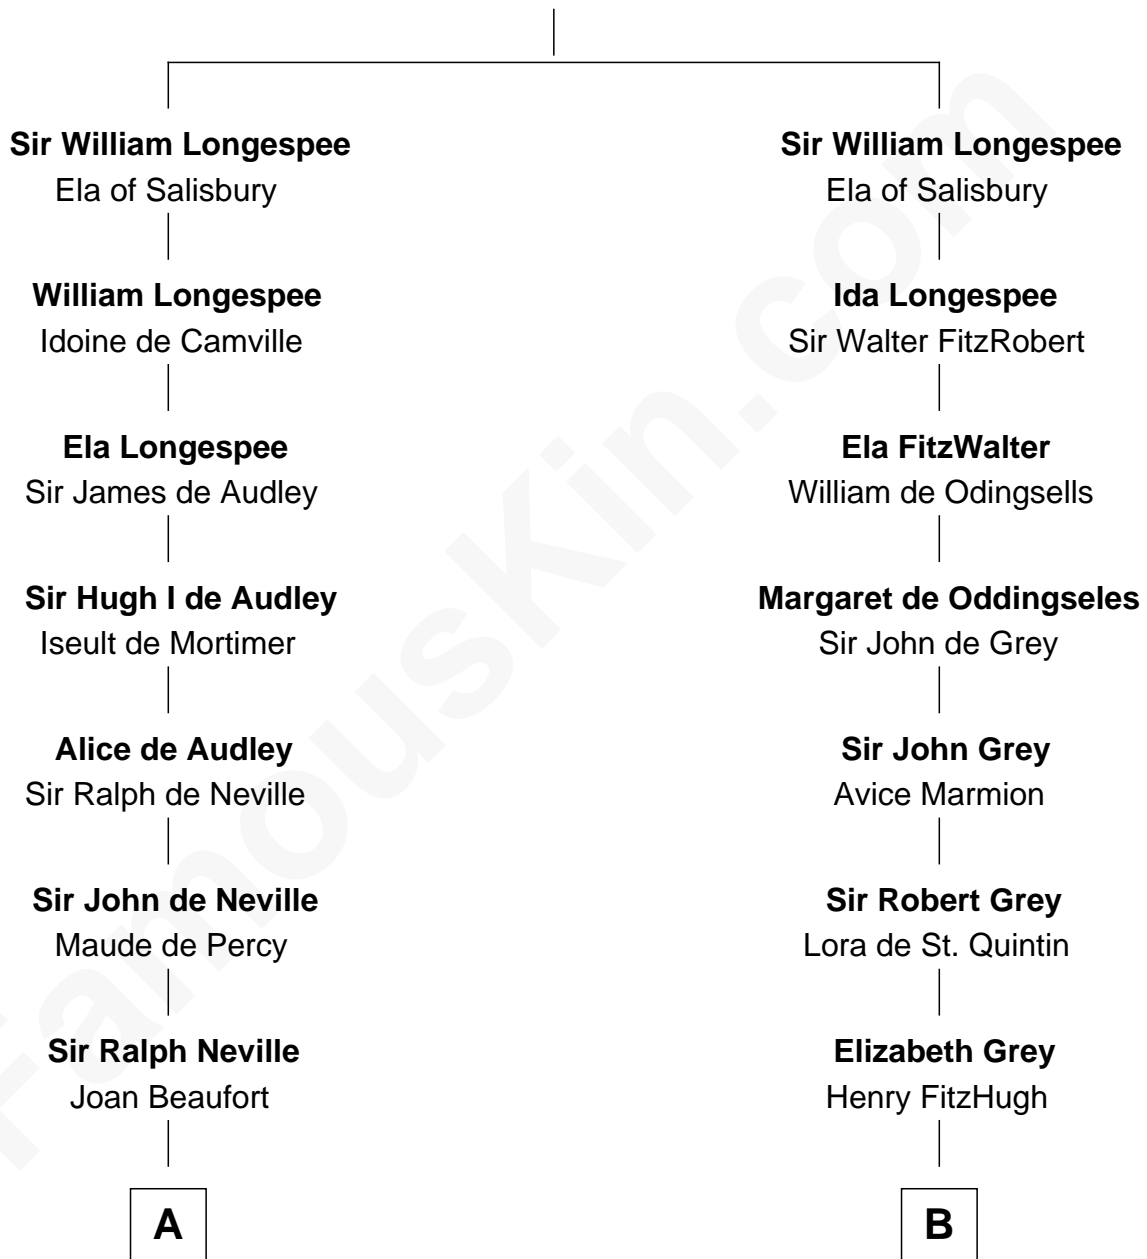 Sir William Longespee
Ela of Salisbury
William Longespee
Idoine de Camville
Ela Longespee
Sir James de Audley
Sir Hugh I de Audley
Iseult de Mortimer
Alice de Audley
Sir Ralph de Neville
Sir John de Neville
Maude de Percy
Sir Ralph Neville
Joan Beaufort
A
Sir William Longespee
Ela of Salisbury
Ida Longespee
Sir Walter FitzRobert
Ela FitzWalter
William de Odingsells
Margaret de Oddingseles
Sir John de Grey
Sir John Grey
Avice Marmion
Sir Robert Grey
Lora de St. Quintin
Elizabeth Grey
Henry FitzHugh
B
FamousKin.com